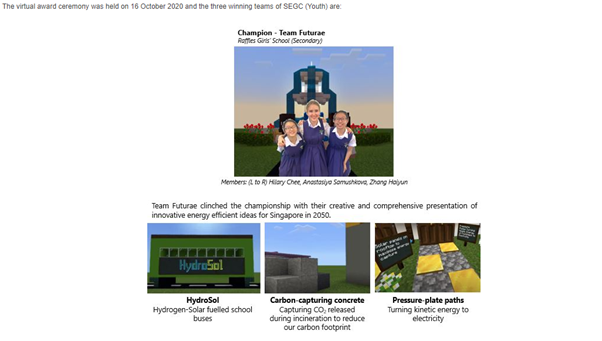 The virtual award ceremony was held on 16 October 2020 and the three winning teams of SEGC (Youth) are:
Champion - Team Futurae
Raffles Girls' School (Secondary)
Members: (L to R) Hilary Chee, Anastasiya Samushkova, Zhang Haiyun
Team Futurae clinched the championship with their creative and comprehensive presentation of
innovative energy efficient ideas for Singapore in 2050.
HydroSol
HydroSol
Hydrogen-Solar fuelled school
buses
Carbon-capturing concrete
Capturing CO₂ released
during incineration to reduce
our carbon footprint
Pressure-plate paths
Turning kinetic energy to
electricity